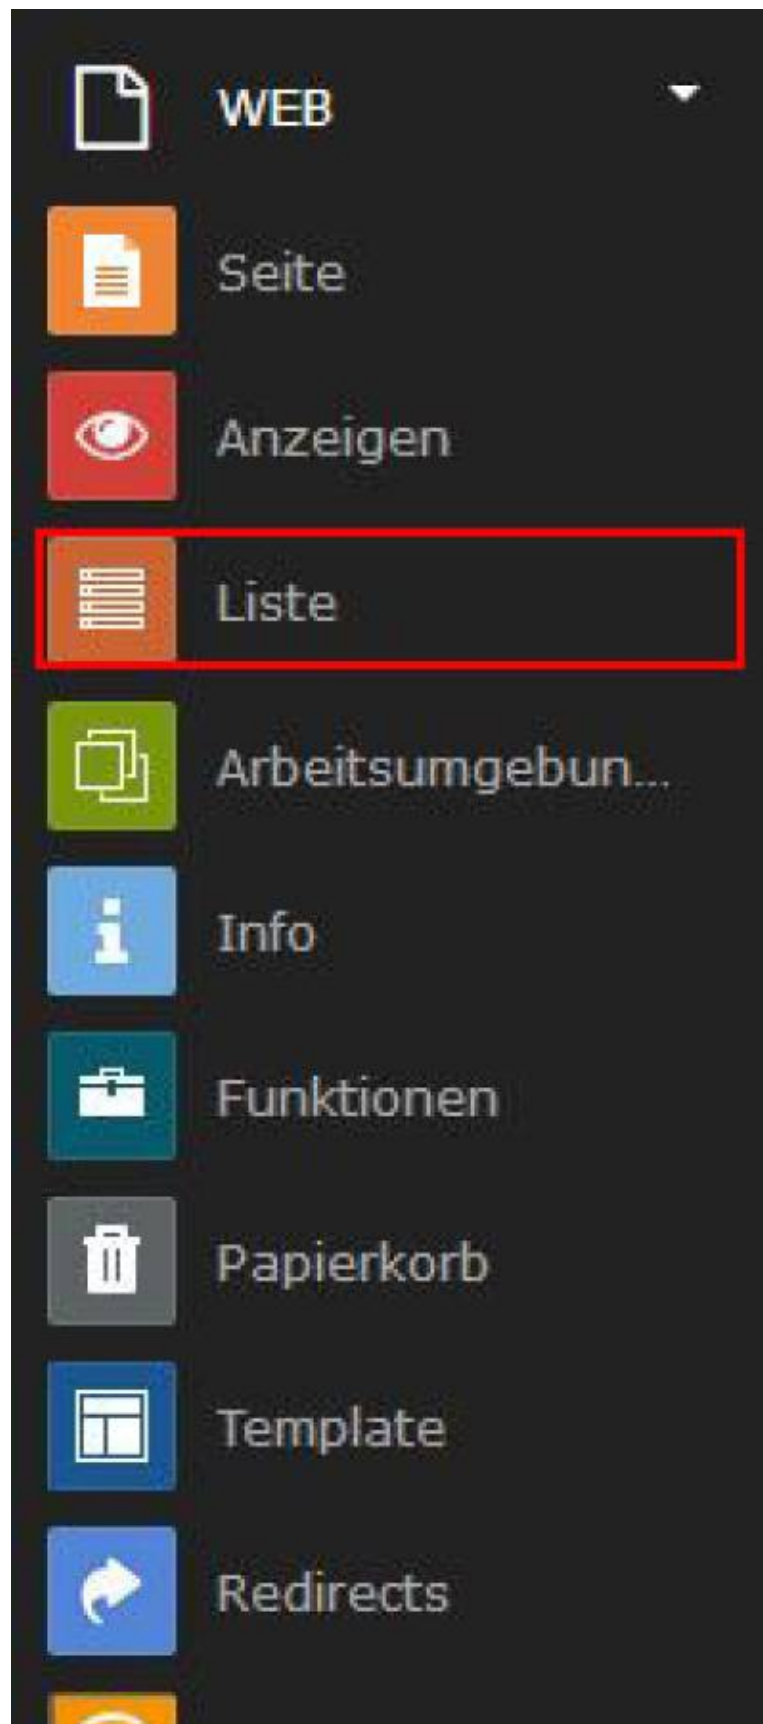 WEB
Seite
Anzeigen
Liste
Arbeitsumgebun...
Info
Funktionen
Papierkorb
Template
Redirects